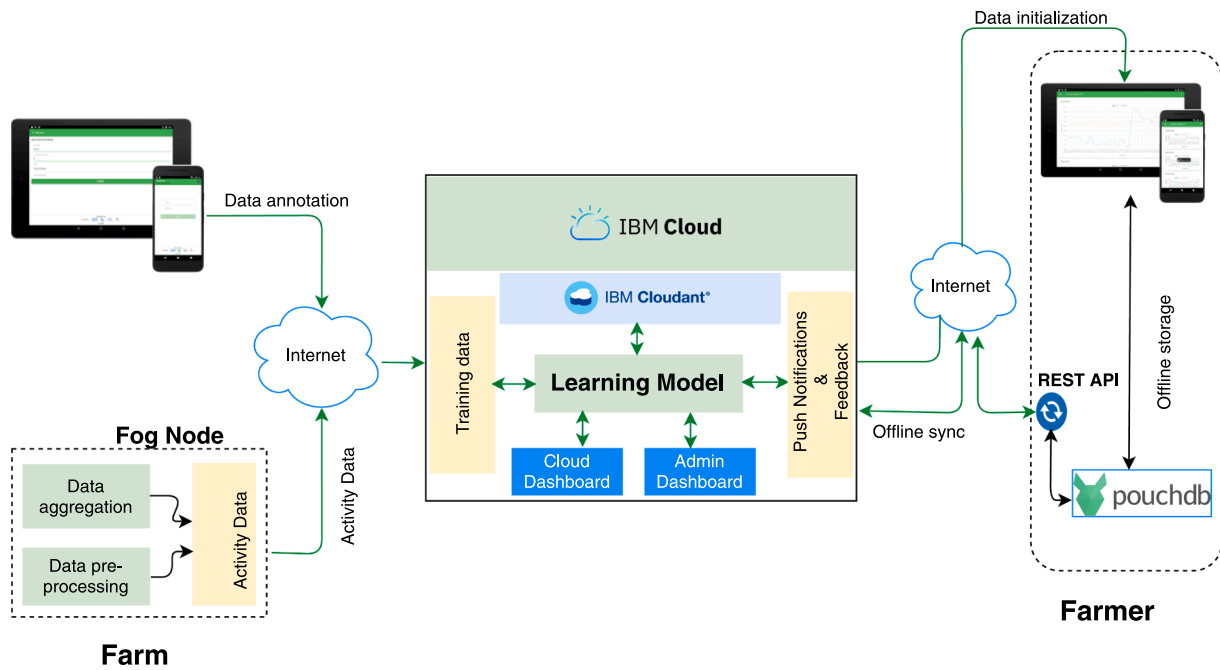 Data initialization
Data annotation
IBM Cloud
IBM Cloudant®
Internet
Internet
Training data
Learning Model
Push Notifications
&
Feedback
REST API
Offline storage
Offline sync
Fog Node
Cloud
Dashboard
Admin
Dashboard
Data
aggregation
Activity Data
Activity Data
pouchdb
Data pre-
processing
Farmer
Farm